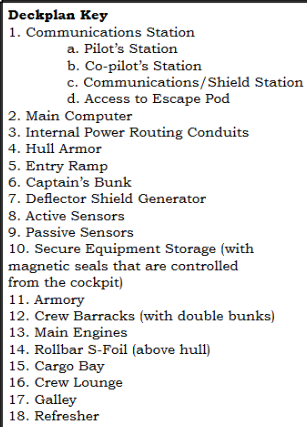 Deckplan Key
1. Communications Station
a. Pilot's Station
b. Co-pilot's Station
c. Communications/Shield Station
d. Access to Escape Pod
2. Main Computer
3. Internal Power Routing Conduits
4. Hull Armor
5. Entry Ramp
6. Captain's Bunk
7. Deflector Shield Generator
8. Active Sensors
9. Passive Sensors
10. Secure Equipment Storage (with
magnetic seals that are controlled
from the cockpit)
11. Armory
12. Crew Barracks (with double bunks)
13. Main Engines
14. Rollbar S-Foil (above hull)
15. Cargo Bay
16. Crew Lounge
17. Galley
18. Refresher